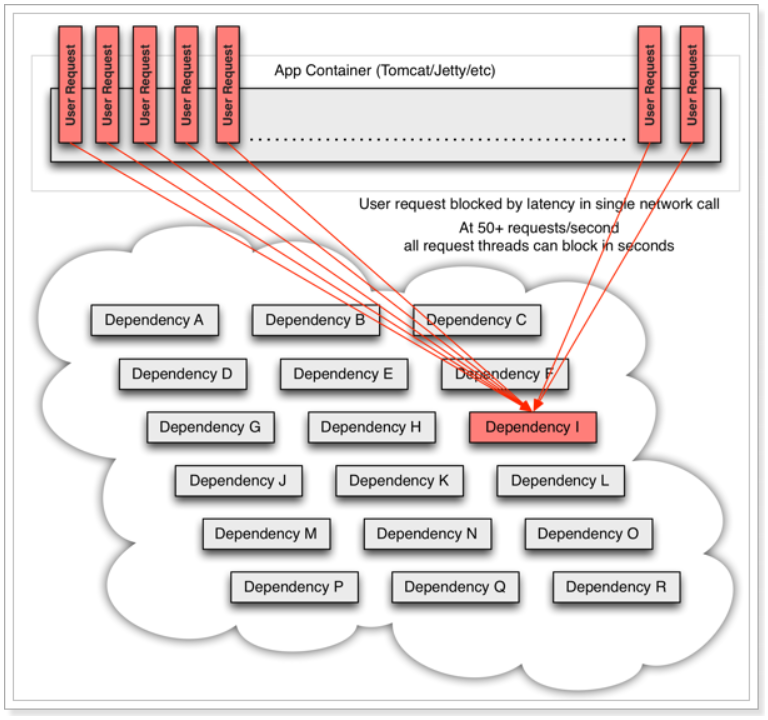 User Request
User Request
User Request
User Request
User Request
User Request
User Request
App Container (Tomcat/Jetty/etc)
User request blocked by latency in single network call
At 50+ requests/second
all request threads can block in seconds
Dependency A
Dependency B
Dependency C
Dependency D
Dependency E
Dependency F
Dependency G
Dependency H
Dependency I
Dependency J
Dependency K
Dependency L
Dependency M
Dependency N
Dependency O
Dependency P
Dependency Q
Dependency R